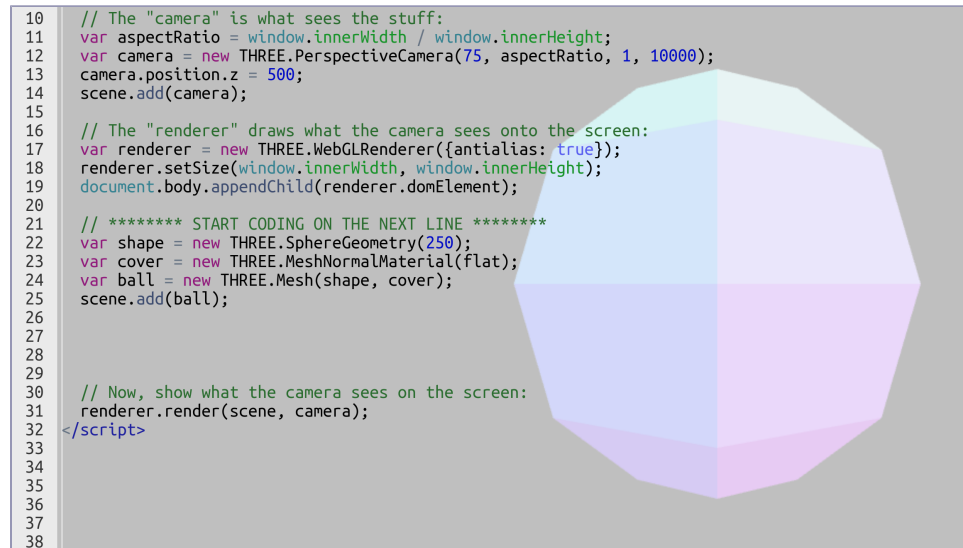 10 // The "camera" is what sees the stuff:
11 var aspectRatio = window.innerWidth / window.innerHeight;
12 var camera = new THREE.PerspectiveCamera(75, aspectRatio, 1, 10000);
13 camera.position.z = 500;
14 scene.add(camera);
15
16 // The "renderer" draws what the camera sees onto the screen:
17 var renderer = new THREE.WebGLRenderer({antialias: true});
18 renderer.setSize(window.innerWidth, window.innerHeight);
19 document.body.appendChild(renderer.domElement);
20
21 // ******** START CODING ON THE NEXT LINE ********
22 var shape = new THREE.SphereGeometry(250);
23 var cover = new THREE.MeshNormalMaterial(flat);
24 var ball = new THREE.Mesh(shape, cover);
25 scene.add(ball);
26
27
28
29
30 // Now, show what the camera sees on the screen:
31 renderer.render(scene, camera);
32 </script>
33
34
35
36
37
38